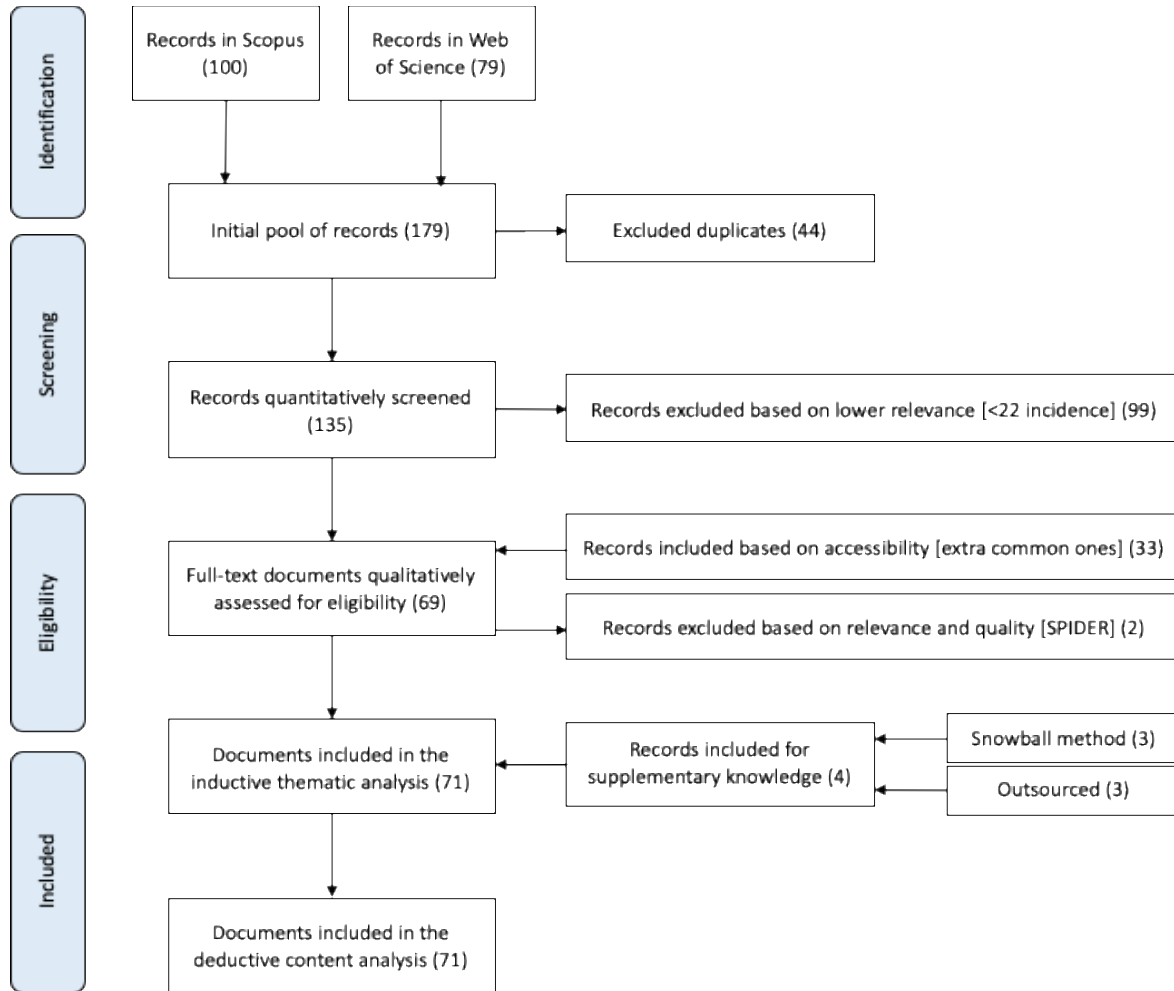 Identification
Records in Scopus
(100)
Records in Web
of Science (79)
Initial pool of records (179)
Excluded duplicates (44)
Screening
Records quantitatively screened
(135)
Records excluded based on lower relevance [<22 incidence] (99)
Eligibility
Full-text documents qualitatively
assessed for eligibility (69)
Records included based on accessibility [extra common ones] (33)
Records excluded based on relevance and quality [SPIDER] (2)
Included
Documents included in the
inductive thematic analysis (71)
Records included for
supplementary knowledge (4)
Snowball method (3)
Outsourced (3)
Documents included in the
deductive content analysis (71)